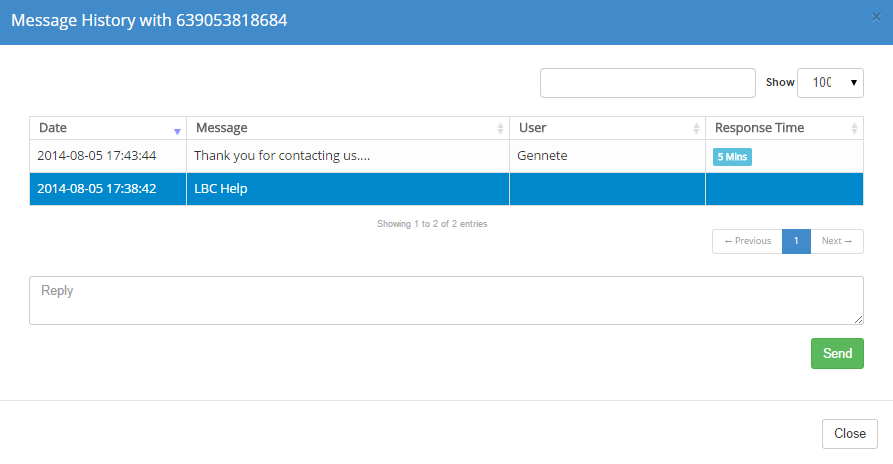 Message History with 639053818684
×
Show 100
Date Message User Response Time
2014-08-05 17:43:44 Thank you for contacting us.... Gennete 5 Mins
2014-08-05 17:38:42 LBC Help
Showing 1 to 2 of 2 entries
← Previous 1 Next →
Reply
Send
Close